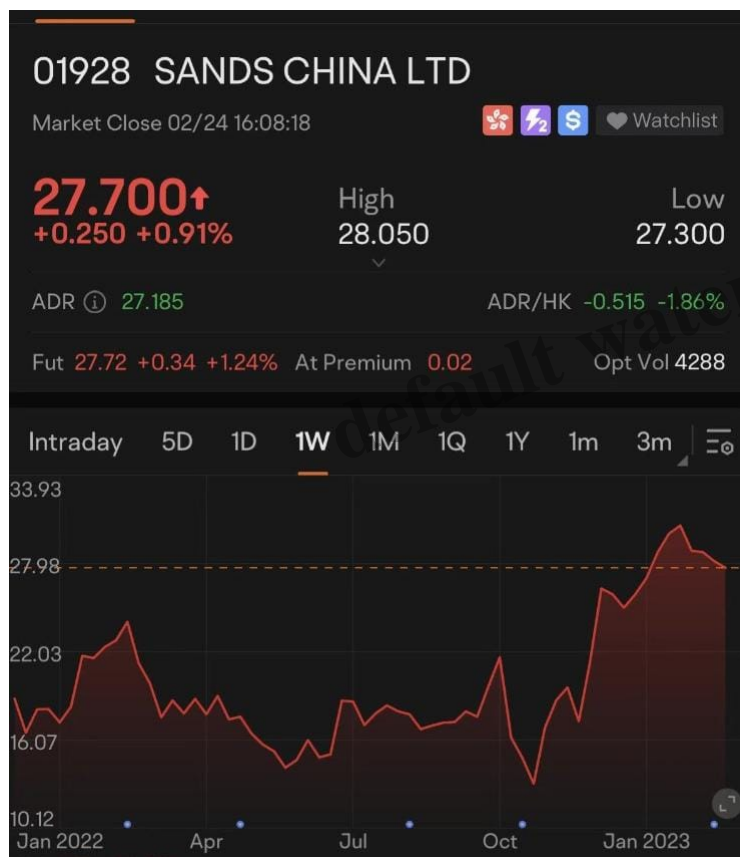 01928 SANDS CHINA LTD
Market Close 02/24 16:08:18
2
$
Watchlist
27.700
+0.250 +0.91%
High
28.050
Low
27.300
ADR 27.185
ADR/HK -0.515 -1.86%
Fut 27.72 +0.34 +1.24% At Premium 0.02
Opt Vol 4288
default water
Intraday 5D 1D 1W 1M 1Q 1Y 1m 3m
33.93
27.98
22.03
16.07
10.12
Jan 2022 Apr Jul Oct Jan 2023